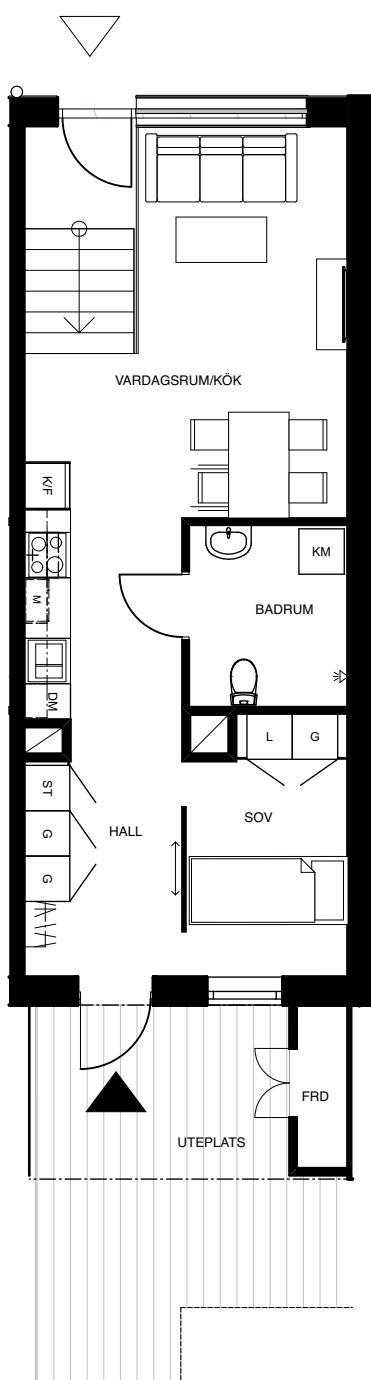 VARDAGSRUM/KÖK
K/F
KM
M
BADRUM
DM
L
G
ST
G
G
HALL
SOV
FRD
UTEPLATS